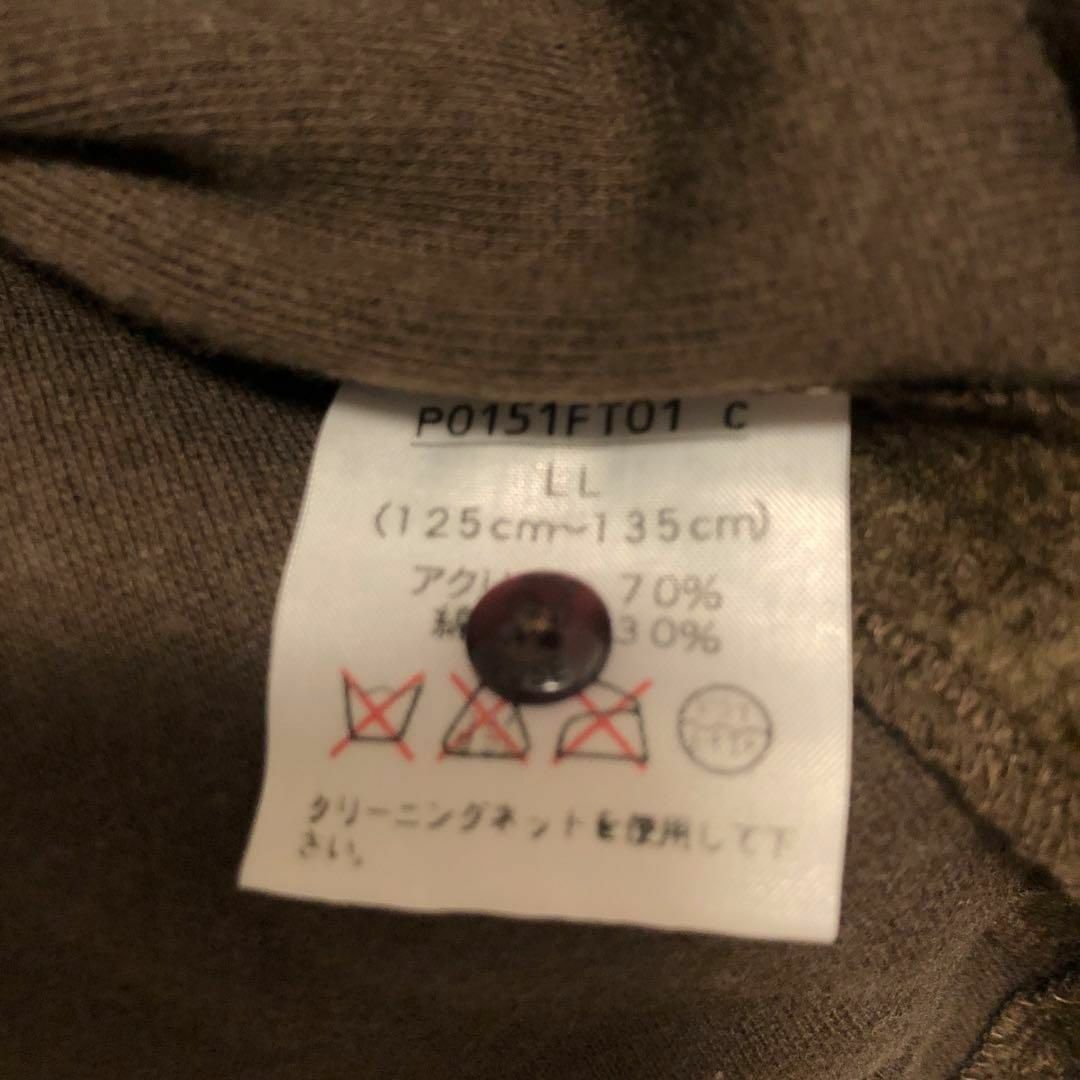 P0151FT01 C
LL
(125cm～135cm)
アクリ 70%
綿 30%
クリーニングネットを使用して下
さい。